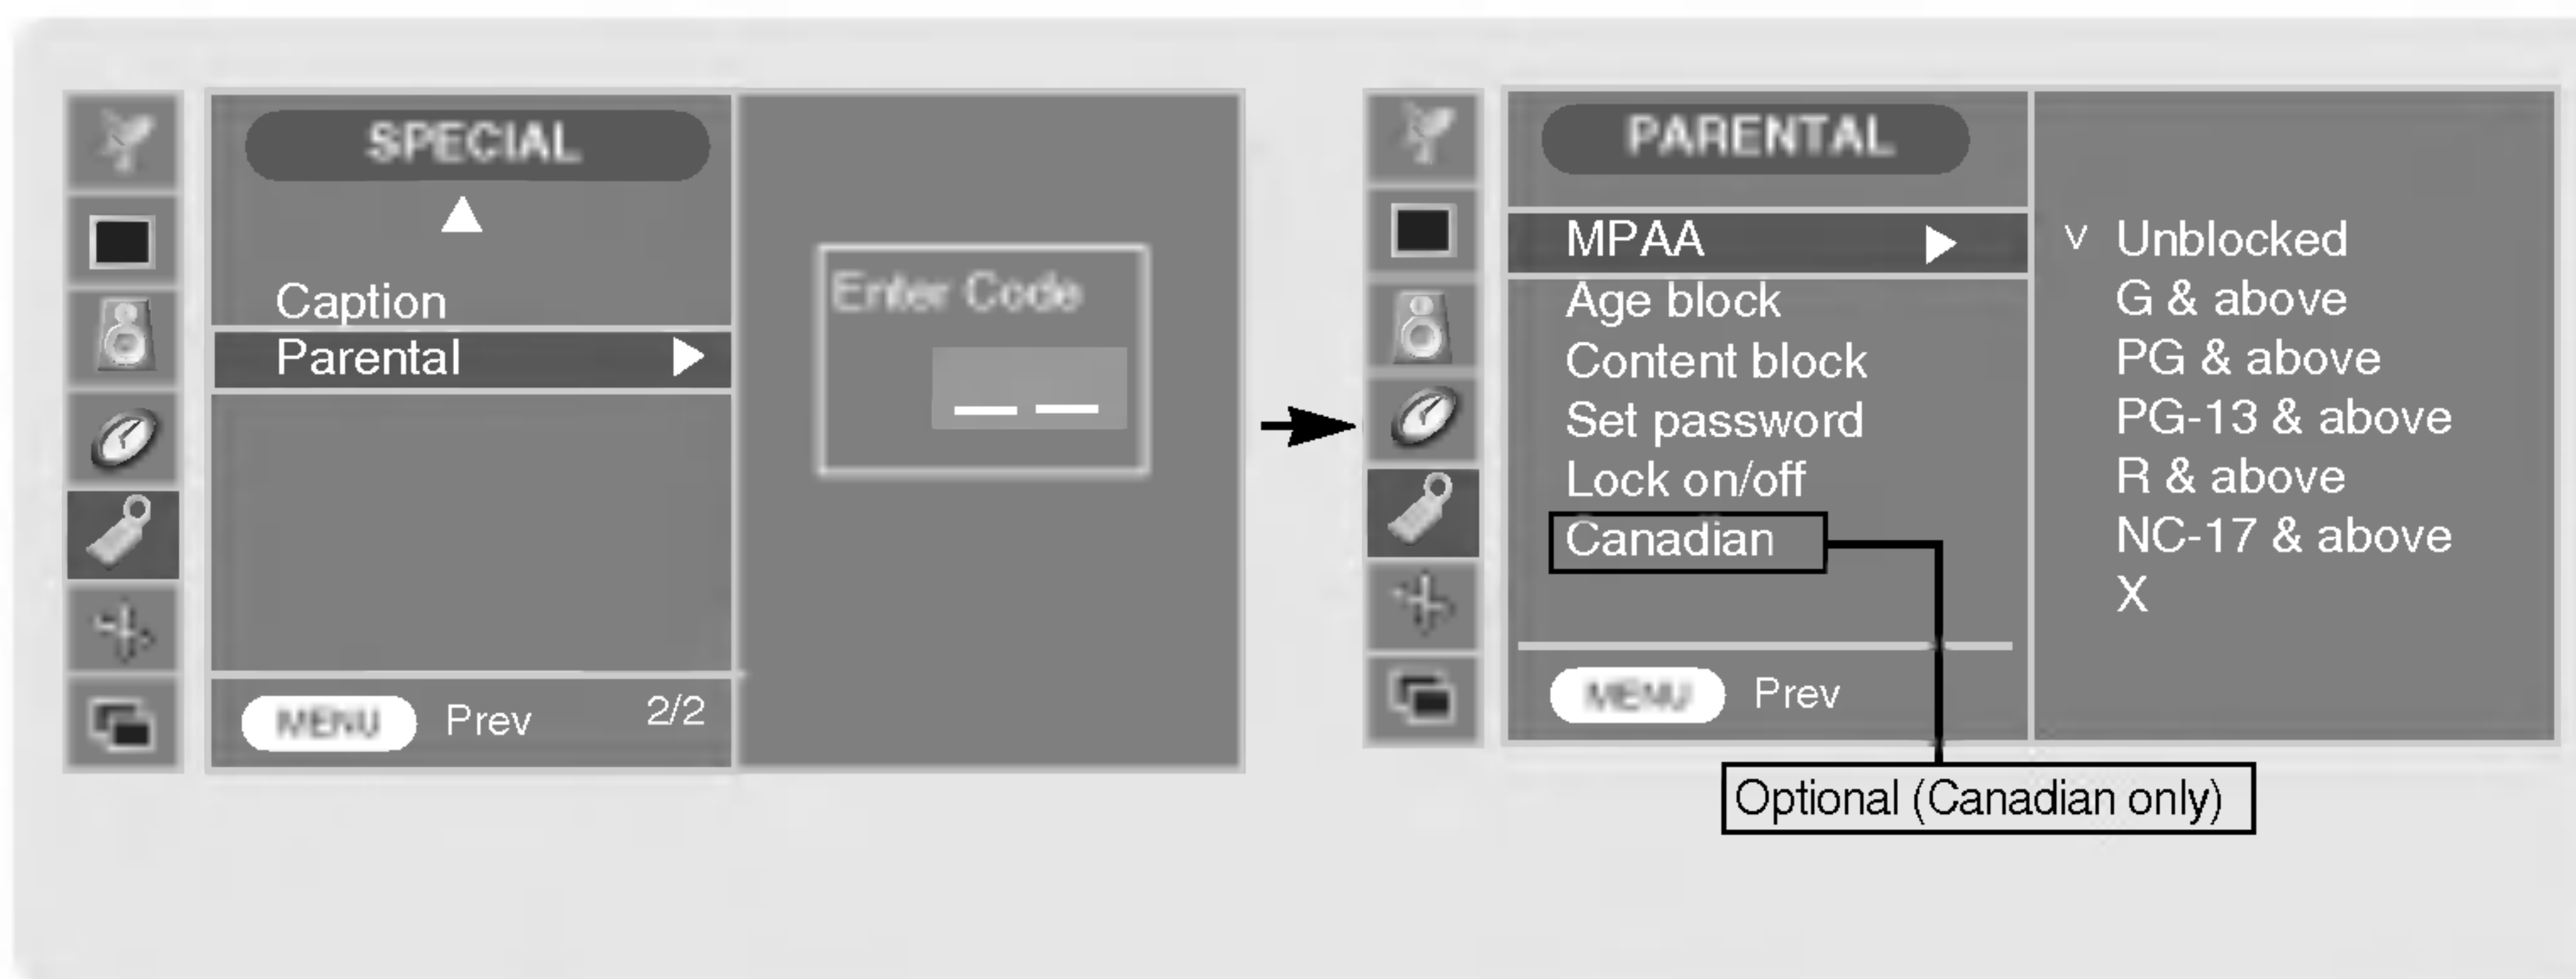 SPECIAL
Caption
Parental
MENU Prev 2/2
Enter Code
PARENTAL
MPAA
Age block
Content block
Set password
Lock on/off
Canadian
MENU Prev
v Unblocked
G & above
PG & above
PG-13 & above
R & above
NC-17 & above
X
Optional (Canadian only)